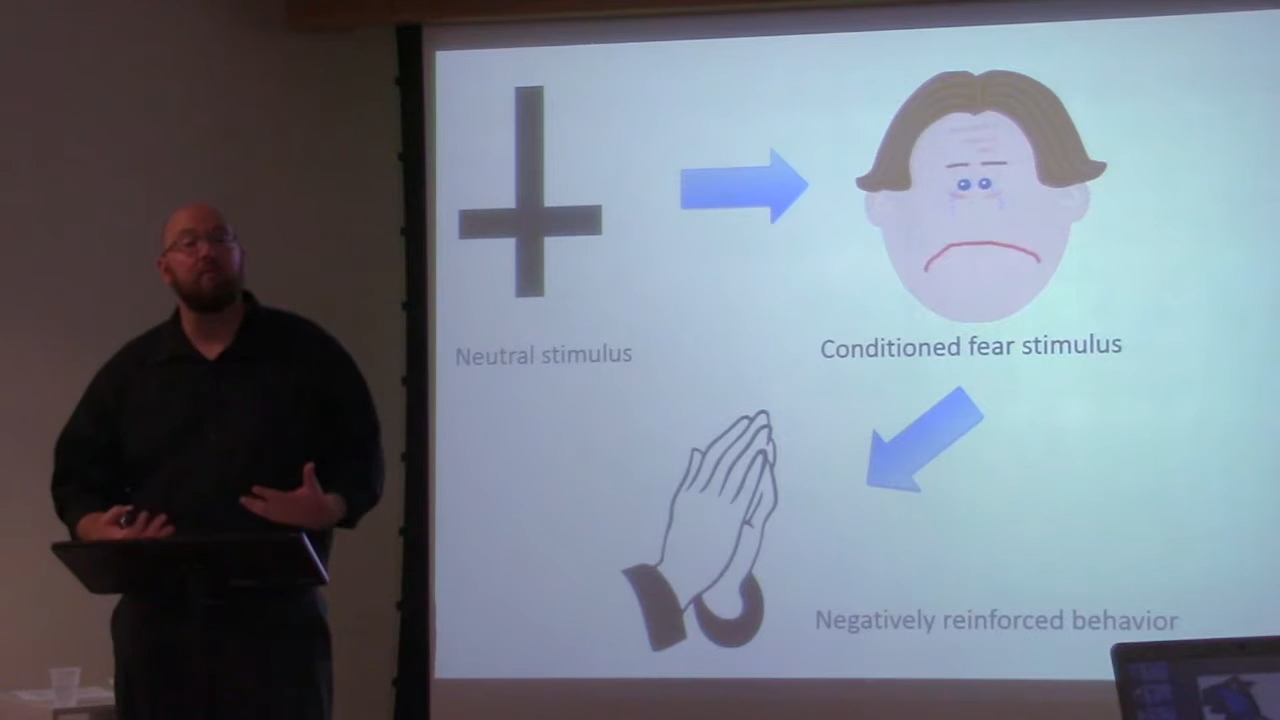 Neutral stimulus
Conditioned fear stimulus
Negatively reinforced behavior